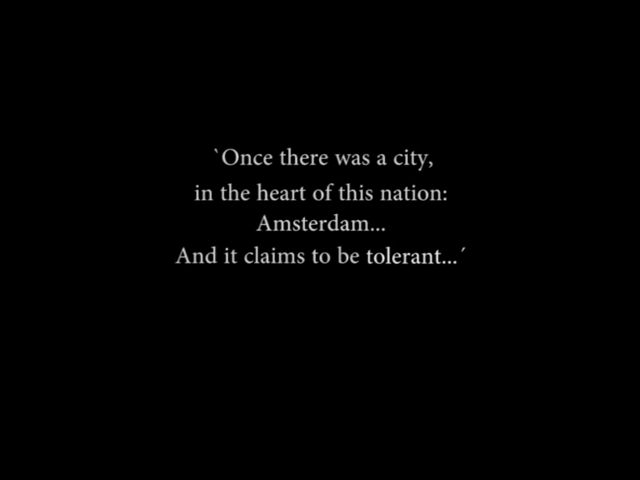 `Once there was a city,
in the heart of this nation:
Amsterdam...
And it claims to be tolerant...´